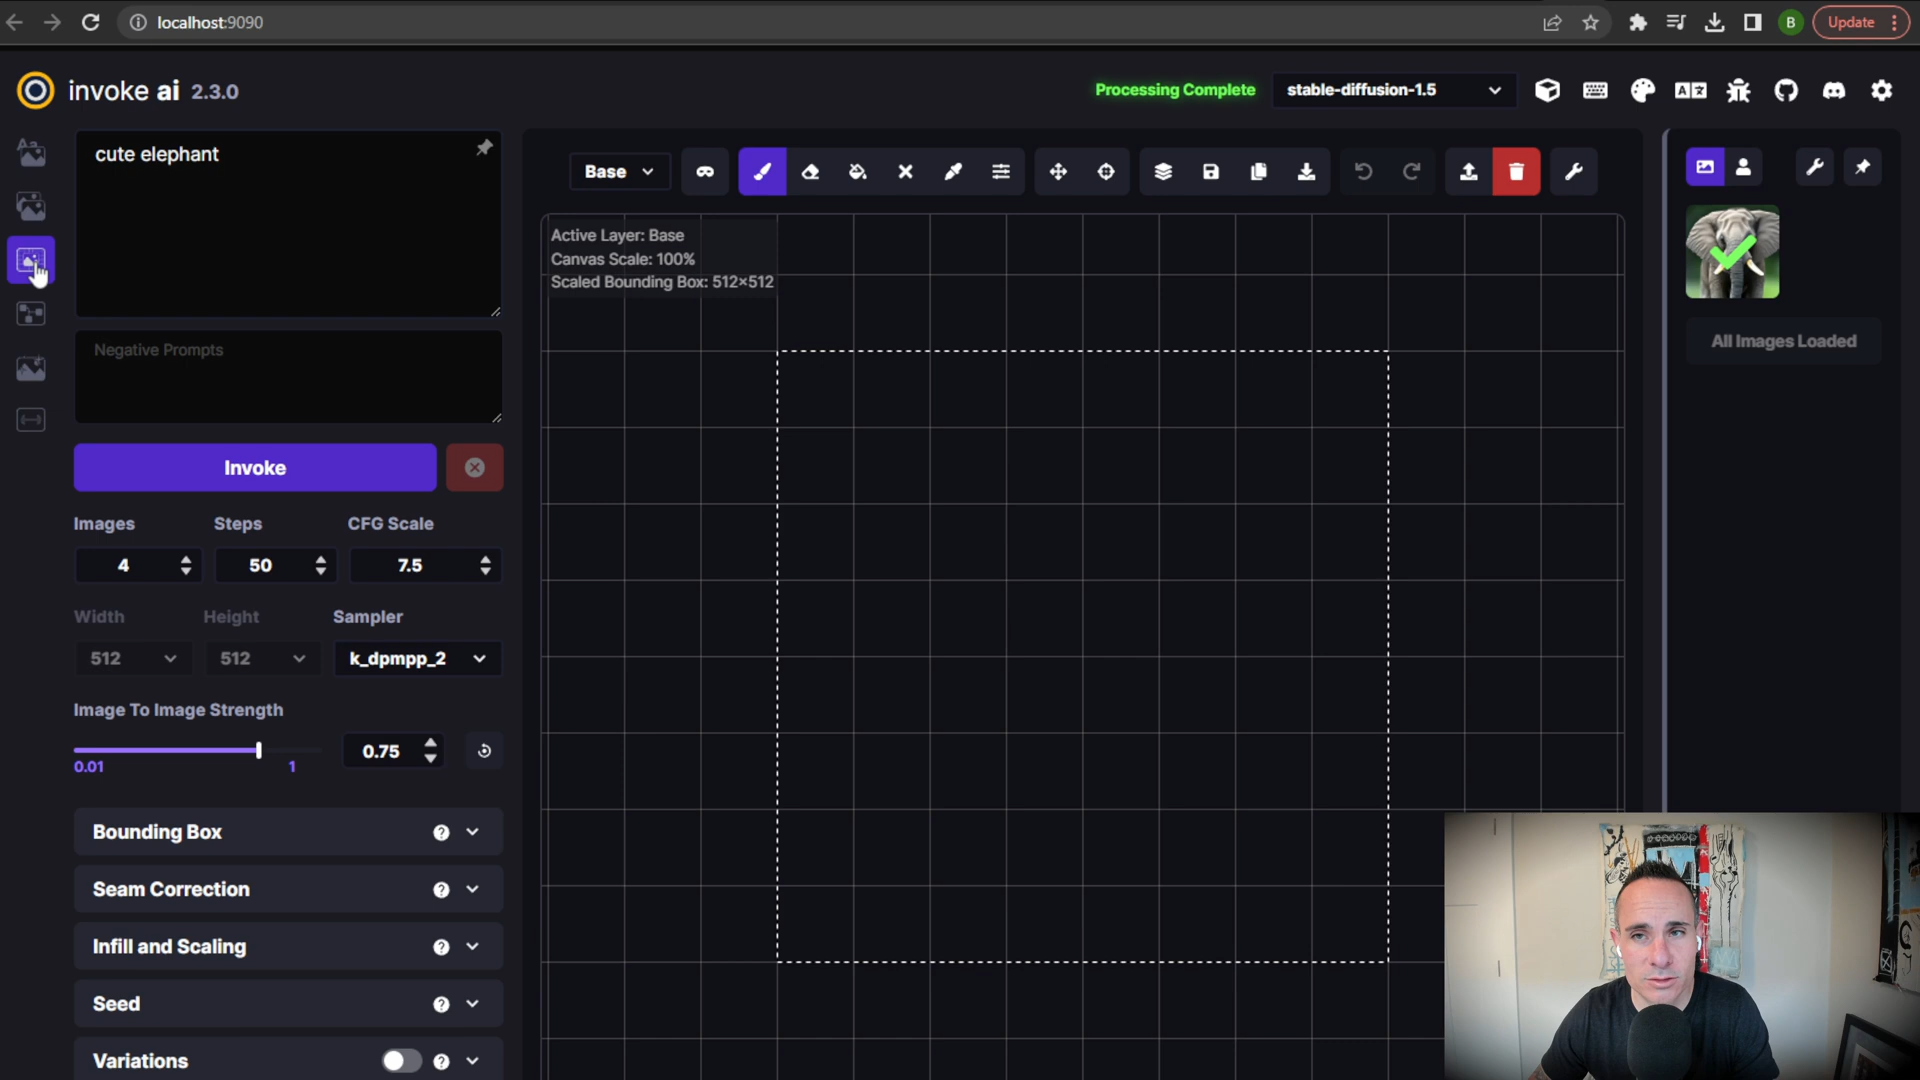 localhost:9090
B
Update
invoke ai 2.3.0
Processing Complete
stable-diffusion-1.5
cute elephant
Base
Active Layer: Base
Canvas Scale: 100%
Scaled Bounding Box: 512×512
All Images Loaded
Negative Prompts
Invoke
Images Steps CFG Scale
4 50 7.5
Width Height Sampler
512 512 k_dpmpp_2
Image To Image Strength
0.75
0.01 1
Bounding Box
Seam Correction
Infill and Scaling
Seed
Variations